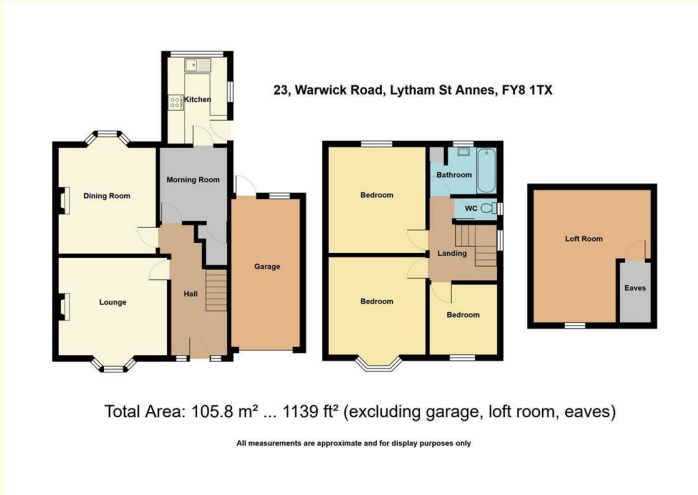 23, Warwick Road, Lytham St Annes, FY8 1TX
Kitchen
Dining Room
Morning Room
Lounge
Hall
Garage
Bedroom
Bathroom
WC
Landing
Bedroom
Bedroom
Loft Room
Eaves
Total Area: 105.8 m² ... 1139 ft² (excluding garage, loft room, eaves)
All measurements are approximate and for display purposes only